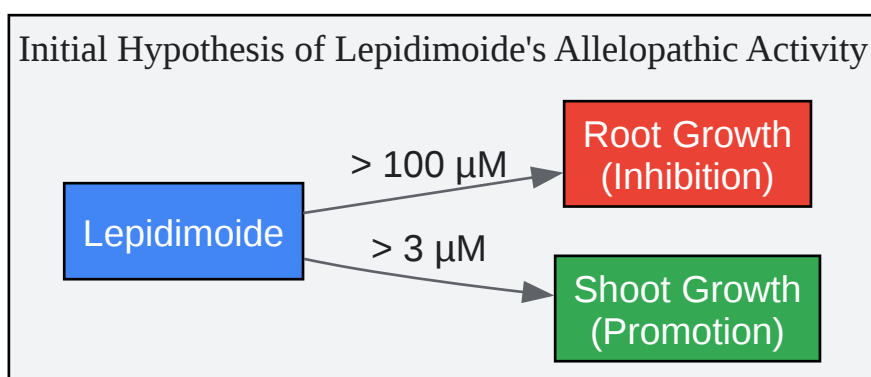 Initial Hypothesis of Lepidimoide's Allelopathic Activity
Lepidimoide
> 100 μM
Root Growth
(Inhibition)
> 3 μM
Shoot Growth
(Promotion)